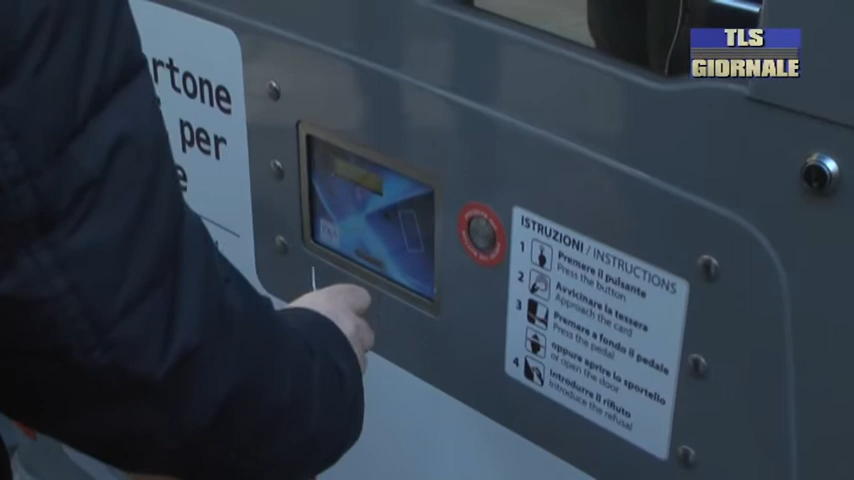 TLS
GIORNALE
rtone
per
e
ISTRUZIONI / INSTRUCTIONS
1 Premere il pulsante
Press the button
2 Avvicinare la tessera
Approach the card
3 Premere a fondo il pedale
Press the pedal
oppure aprire lo sportello
or open the door
4 Introdurre il rifiuto
Introduce the refusal